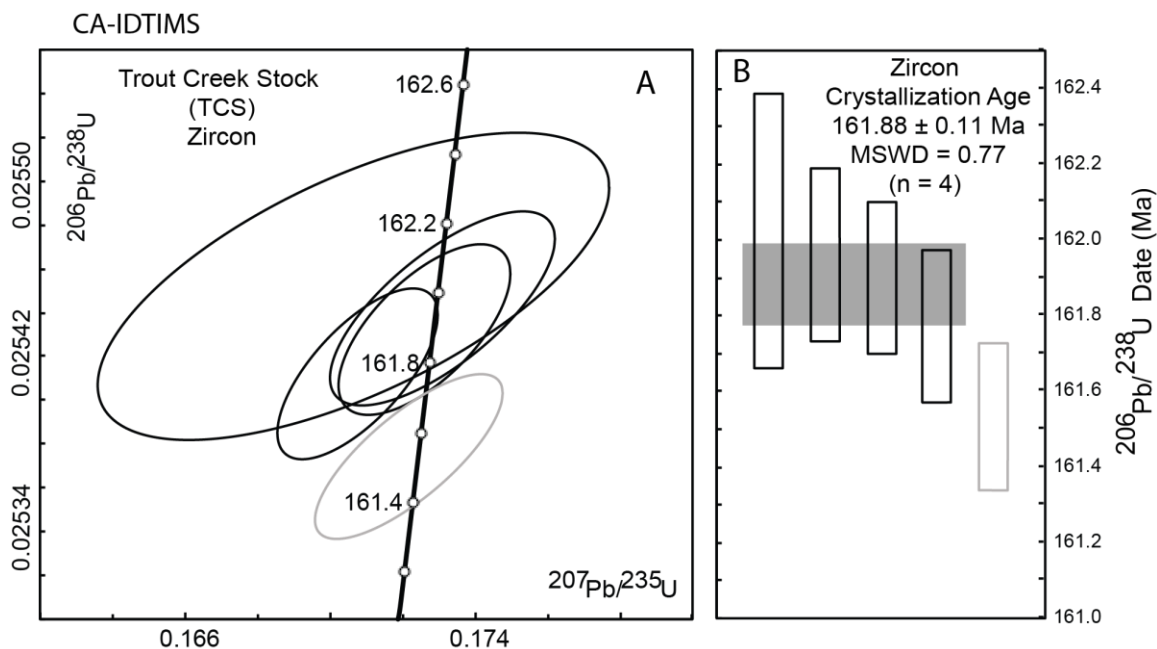 CA-IDTIMS
Trout Creek Stock
(TCS)
Zircon
A
162.6
162.2
161.8
161.4
206Pb/238U
0.02550
0.02542
0.02534
207Pb/235U
0.166
0.174
B
Zircon
Crystallization Age
161.88 ± 0.11 Ma
MSWD = 0.77
(n = 4)
162.4
162.2
162.0
161.8
161.6
161.4
161.2
161.0
206Pb/238U Date (Ma)